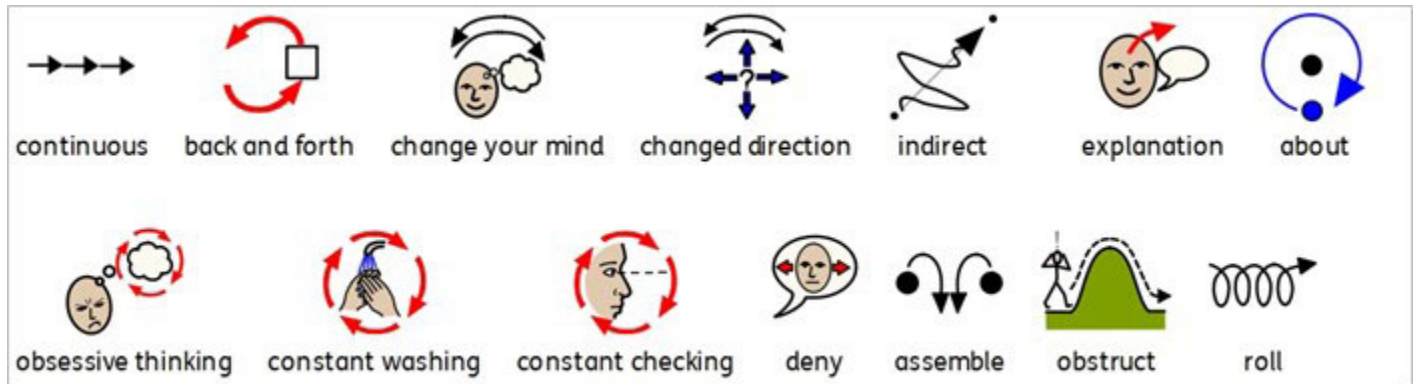 continuous back and forth change your mind changed direction indirect explanation about
?
obsessive thinking constant washing constant checking deny assemble obstruct roll